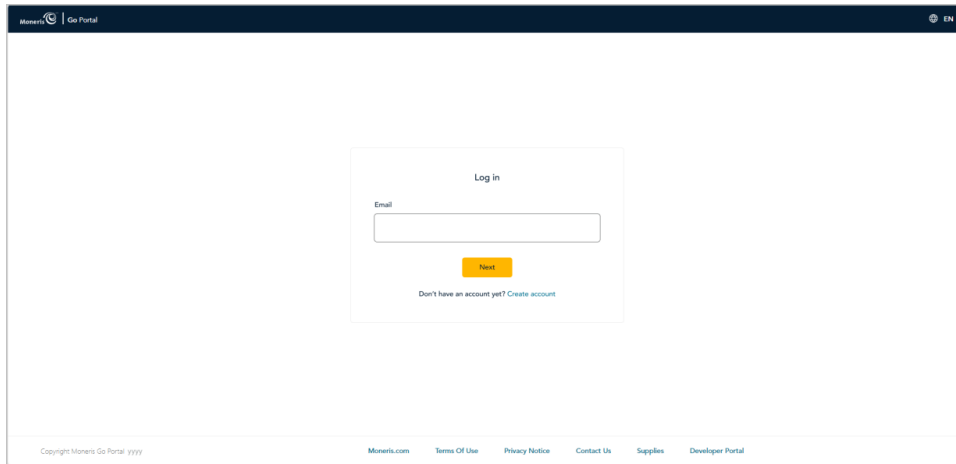 Moneris Go Portal EN
Log in
Email
Next
Don't have an account yet? Create account
Copyright Moneris Go Portal yyyy Moneris.com Terms Of Use Privacy Notice Contact Us Supplies Developer Portal